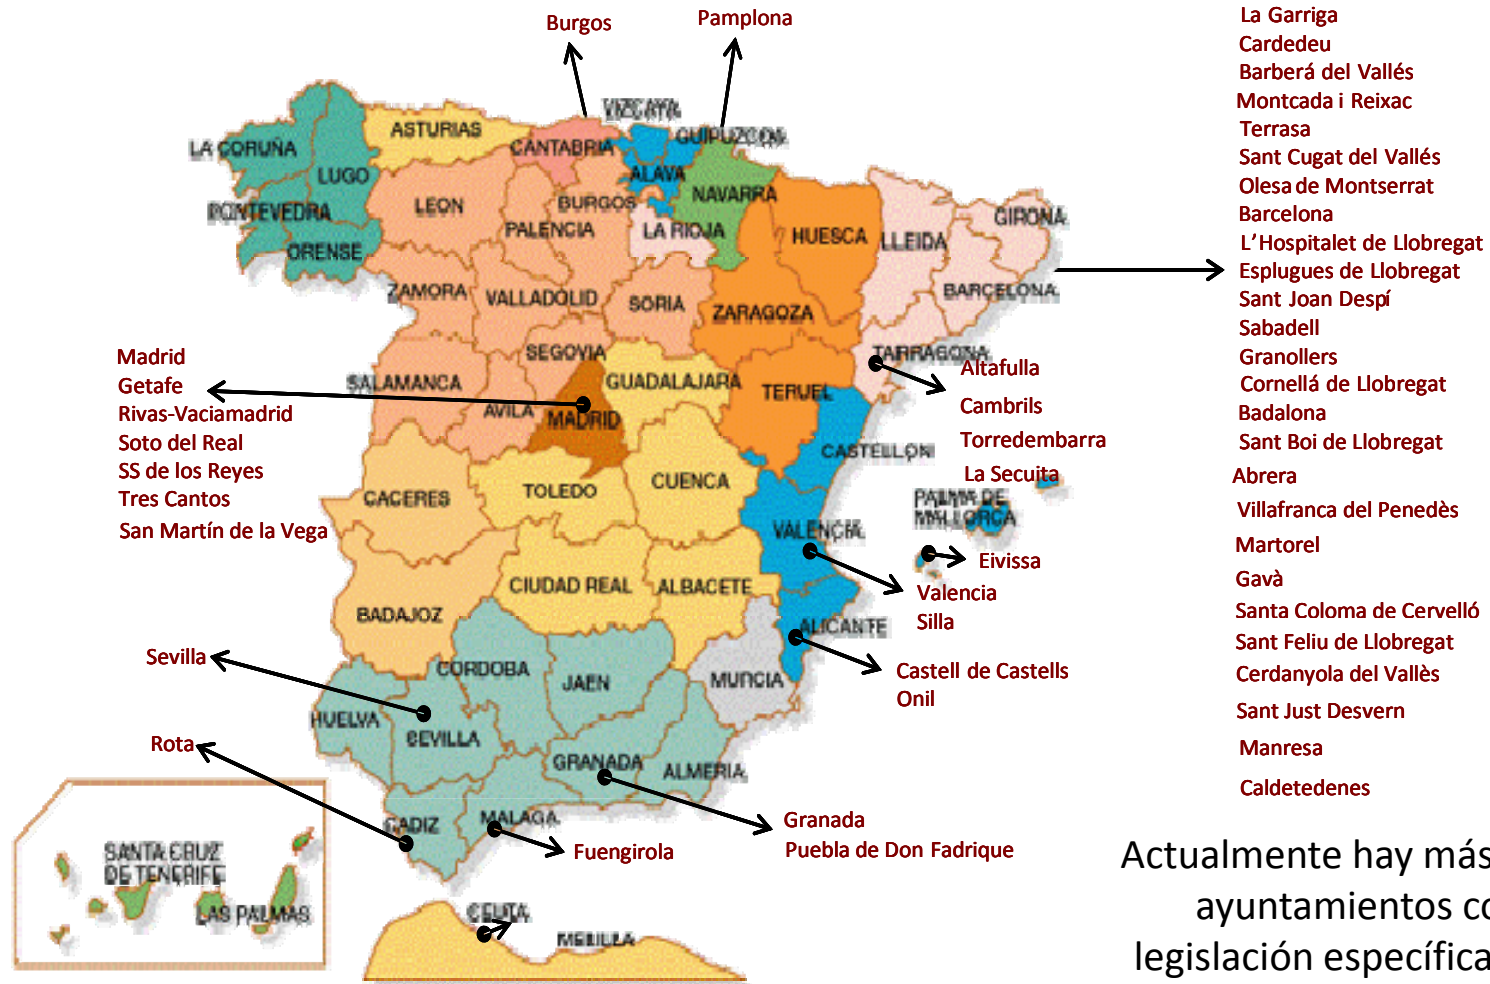 Burgos
Pamplona
La Garriga
Cardedeu
Barberá del Vallés
Montcada i Reixac
Terrasa
Sant Cugat del Vallés
Olesa de Montserrat
Barcelona
L'Hospitalet de Llobregat
Esplugues de Llobregat
Sant Joan Despí
Sabadell
Granollers
Cornellá de Llobregat
Badalona
Sant Boi de Llobregat
Abrera
Villafranca del Penedès
Martorel
Gavà
Santa Coloma de Cervelló
Sant Feliu de Llobregat
Cerdanyola del Vallès
Sant Just Desvern
Manresa
Caldetedenes
VIZCAYA
GUIPUZCOA
ASTURIAS
CANTABRIA
LA CORUÑA
LUGO
ALAVA
NAVARRA
PONTEVEDRA
ORENSE
LEON
PALENCIA
BURGOS
LA RIOJA
HUESCA
LLEIDA
GIRONA
BARCELONA
ZAMORA
VALLADOLID
SORIA
ZARAGOZA
TARRAGONA
SEGOVIA
SALAMANCA
AVILA
MADRID
GUADALAJARA
TERUEL
CASTELLON
Madrid
Getafe
Rivas-Vaciamadrid
Soto del Real
SS de los Reyes
Tres Cantos
San Martín de la Vega
Altafulla
Cambrils
Torredembarra
La Secuita
CACERES
TOLEDO
CUENCA
VALENCIA
PALMA DE
MALLORCA
Eivissa
Valencia
Silla
BADAJOZ
CIUDAD REAL
ALBACETE
ALICANTE
Castell de Castells
Onil
MURCIA
Sevilla
CORDOBA
JAEN
HUELVA
SEVILLA
Rota
GRANADA
ALMERIA
CADIZ
MALAGA
Granada
Puebla de Don Fadrique
Fuengirola
SANTA CRUZ
DE TENERIFE
LAS PALMAS
CEUTA
MELILLA
Actualmente hay más
ayuntamientos co
legislación específica